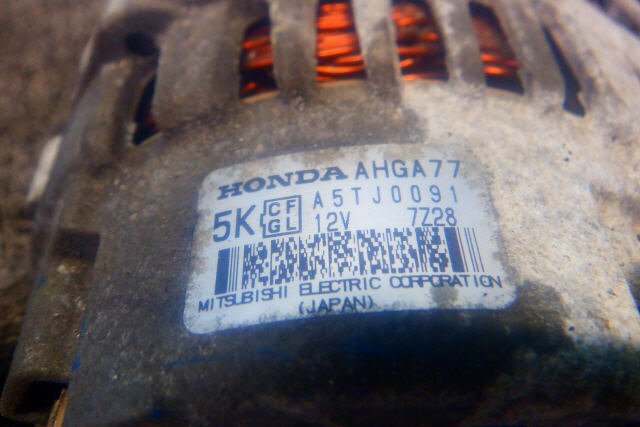 HONDA AHGA77
5K CF GL A5TJ0091
12V 7Z28
MITSUBISHI ELECTRIC CORPORATION
(JAPAN)